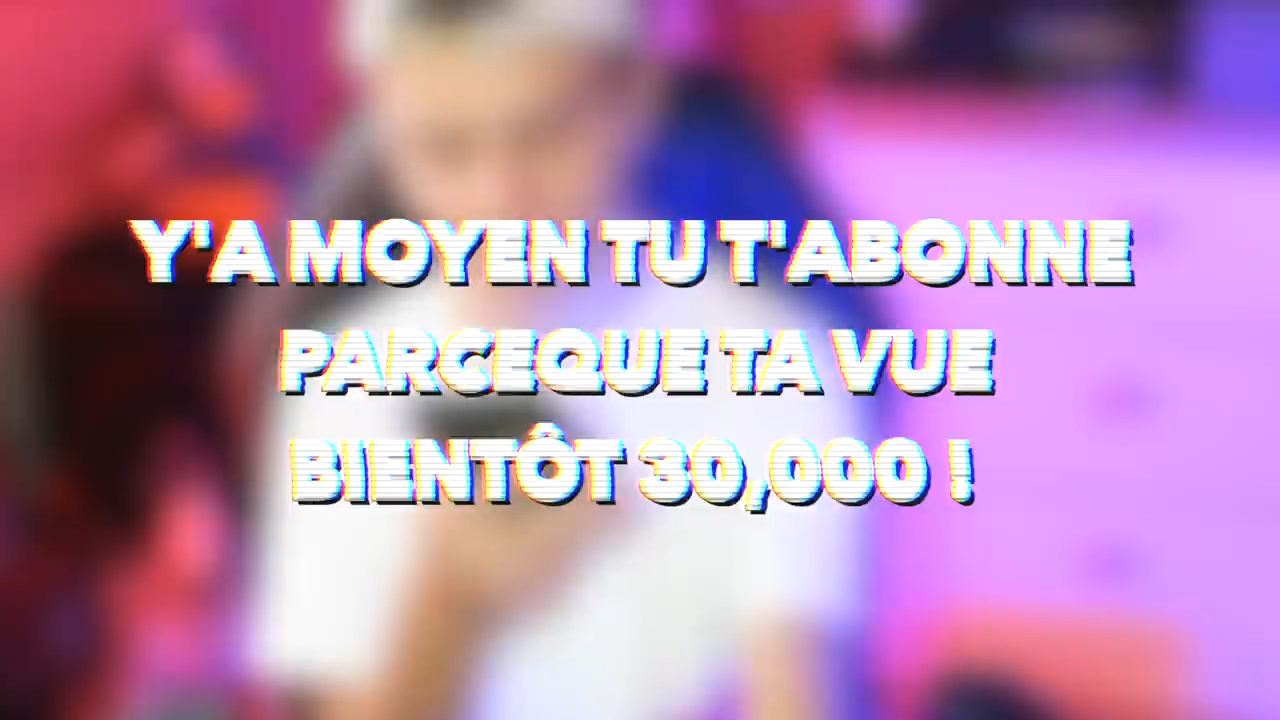 Y'A MOYEN TU T'ABONNE
PARCEQUE TA VUE
BIENTÔT 30,000 !